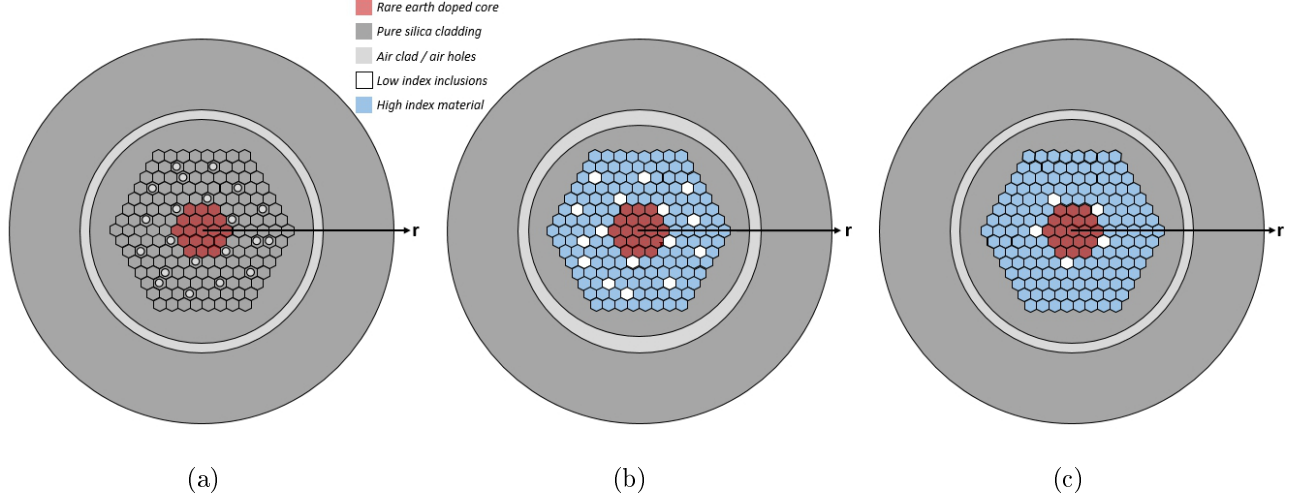 Rare earth doped core
Pure silica cladding
Air clad / air holes
Low index inclusions
High index material
r
r
r
(a)
(b)
(c)